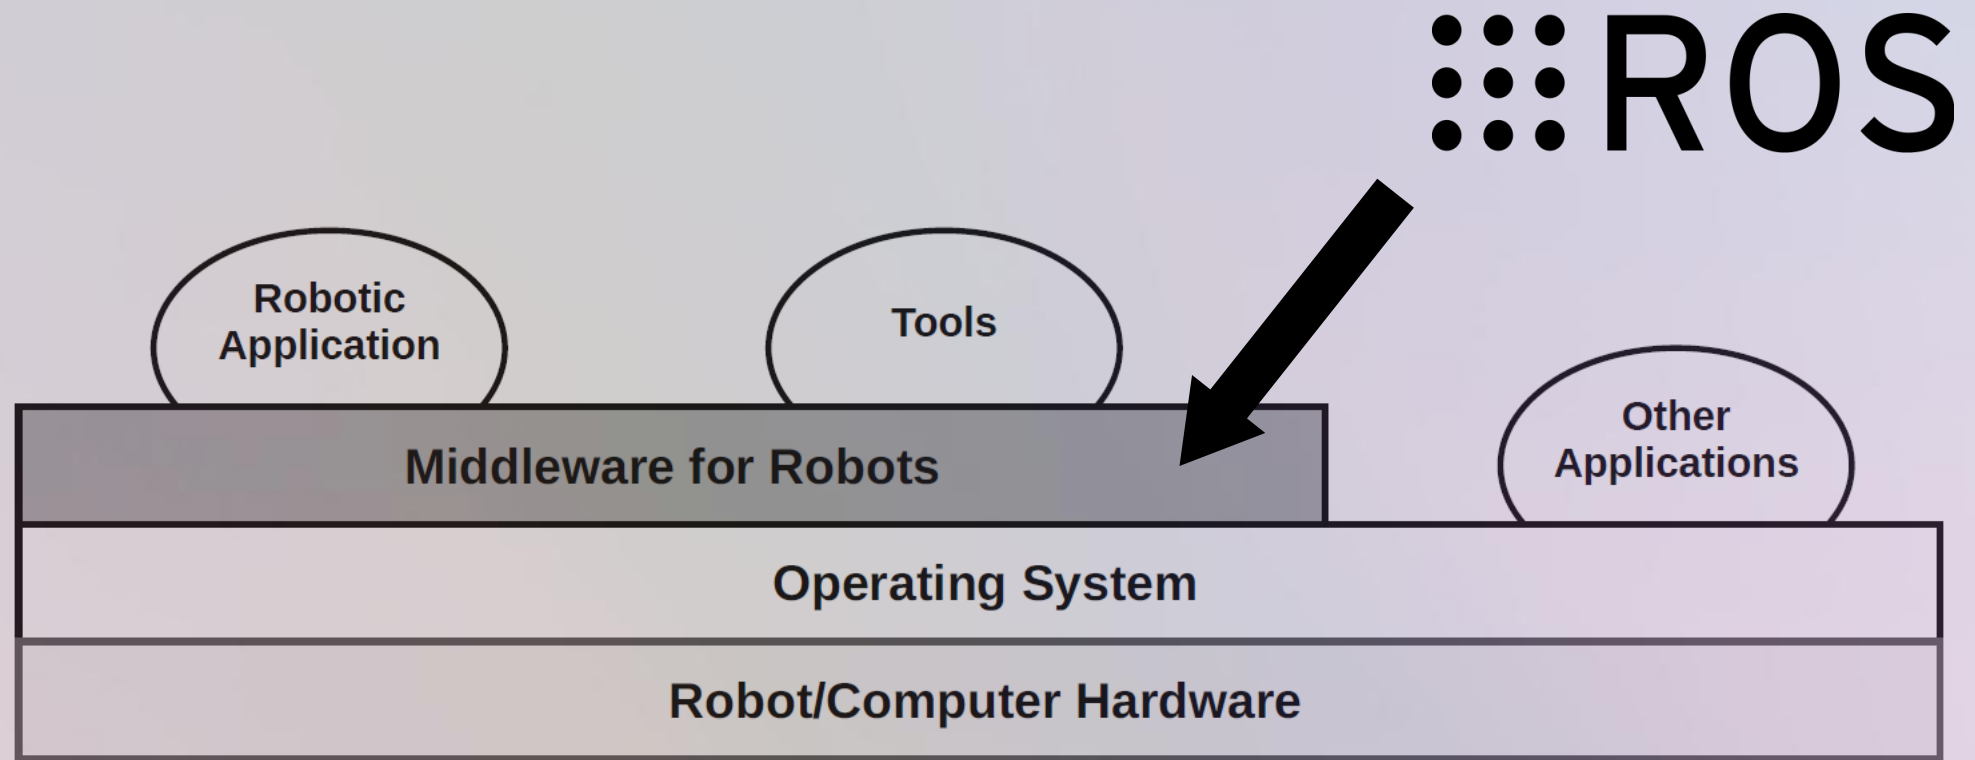 ROS
Robotic
Application
Tools
Other
Applications
Middleware for Robots
Operating System
Robot/Computer Hardware